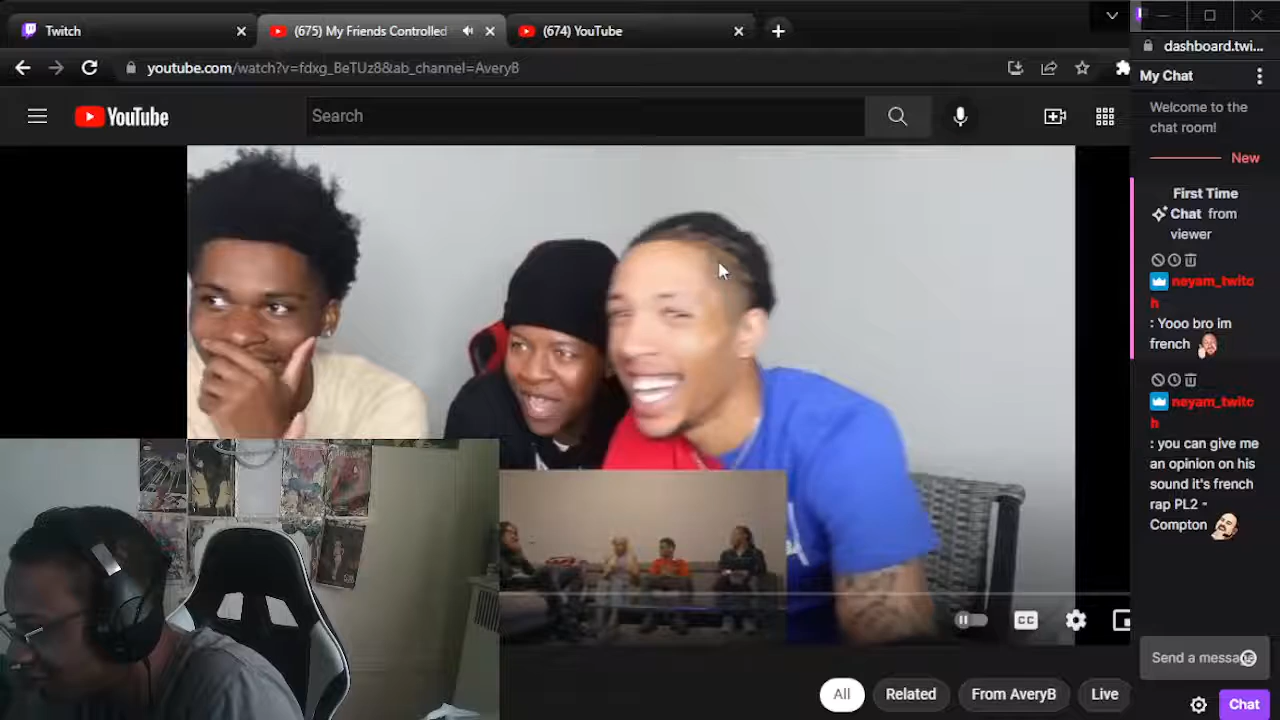 Twitch
(675) My Friends Controlled
(674) YouTube
youtube.com/watch?v=fdxg_BeTUz8&ab_channel=AveryB
dashboard.twi...
YouTube
Search
My Chat
Welcome to the
chat room!
New
First Time
Chat from
viewer
neyam_twitc
h
: Yooo bro im
french
neyam_twitc
h
: you can give me
an opinion on his
sound it's french
rap PL2 -
Compton
CC
Send a messa
All
Related
From AveryB
Live
Chat